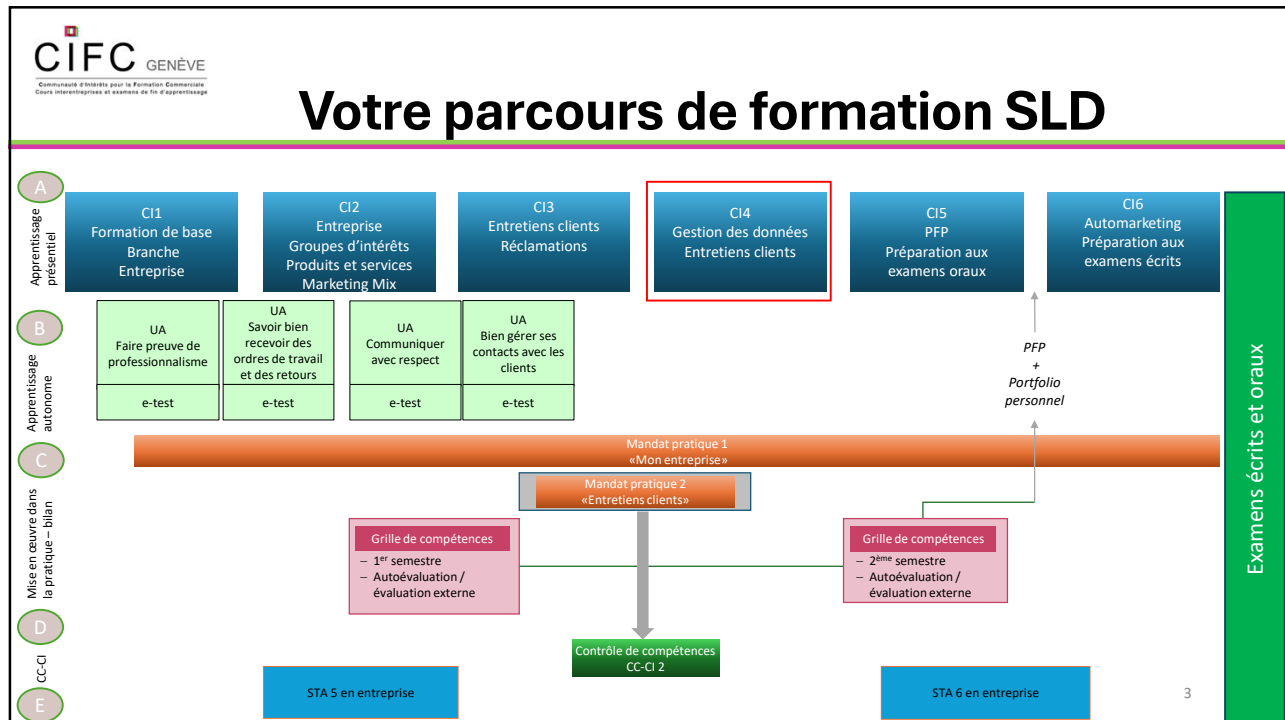 CIFC GENÈVE
Communauté d'Intérêts pour la Formation Commerciale
Cours interentreprises et examens de fin d'apprentissage
Votre parcours de formation SLD
A
Apprentissage
présentiel
CI1
Formation de base
Branche
Entreprise
CI2
Entreprise
Groupes d'intérêts
Produits et services
Marketing Mix
CI3
Entretiens clients
Réclamations
CI4
Gestion des données
Entretiens clients
CI5
PFP
Préparation aux
examens oraux
CI6
Automarketing
Préparation aux
examens écrits
Examens écrits et oraux
B
Apprentissage
autonome
UA
Faire preuve de
professionnalisme
e-test
UA
Savoir bien
recevoir des
ordres de travail
et des retours
e-test
UA
Communiquer
avec respect
e-test
UA
Bien gérer ses
contacts avec les
clients
e-test
PFP
+
Portfolio
personnel
C
Mise en œuvre dans
la pratique – bilan
Mandat pratique 1
«Mon entreprise»
Mandat pratique 2
«Entretiens clients»
Grille de compétences
– 1er semestre
– Autoévaluation /
évaluation externe
Grille de compétences
– 2ème semestre
– Autoévaluation /
évaluation externe
D
CC-CI
Contrôle de compétences
CC-CI 2
E
STA 5 en entreprise
STA 6 en entreprise
3